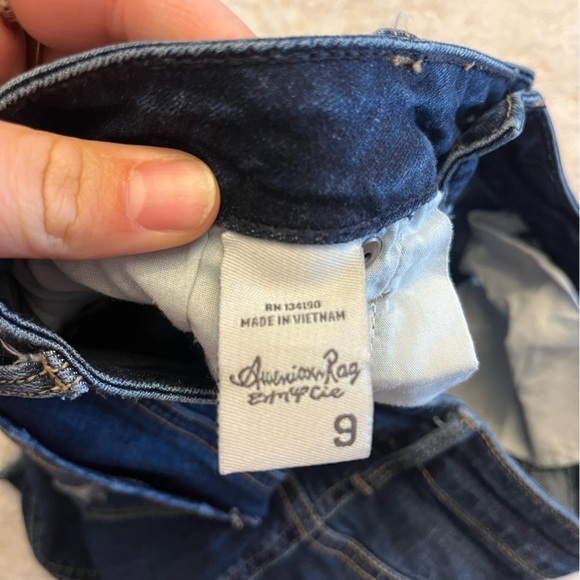 RN 134190
MADE IN VIETNAM
American Rag
9